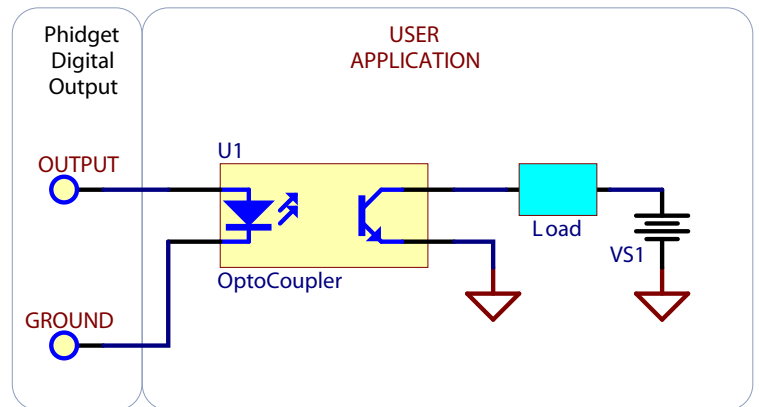 Phidget
Digital
Output
USER
APPLICATION
OUTPUT
U1
Load
VS1
OptoCoupler
GROUND